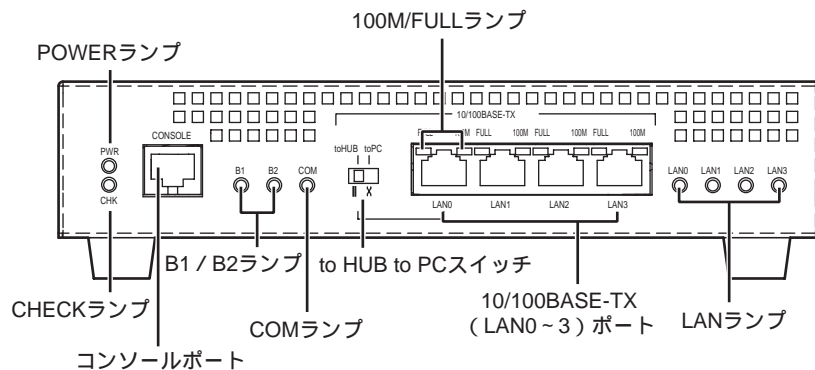 100M/FULLランプ
POWERランプ
10/100BASE-TX
CONSOLE
toHUB toPC
FULL 100M FULL 100M FULL 100M
PWR
B1 B2 COM
LAN0 LAN1 LAN2 LAN3
CHK
LAN0 LAN1 LAN2 LAN3
B1 / B2ランプ to HUB to PCスイッチ
CHECKランプ
COMランプ
10/100BASE-TX
（LAN0~3）ポート
LANランプ
コンソールポート